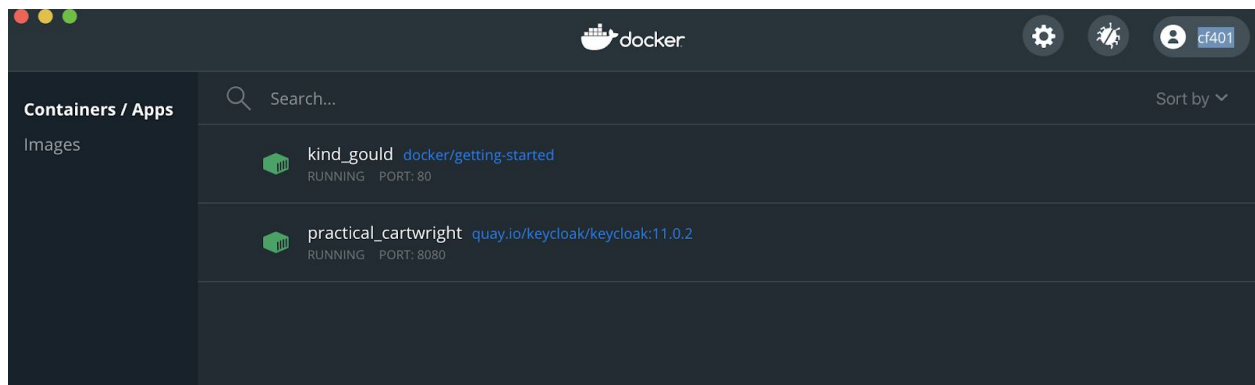 docker
cf401
Containers / Apps
Images
Search...
Sort by
kind_gould docker/getting-started
RUNNING PORT: 80
practical_cartwright quay.io/keycloak/keycloak:11.0.2
RUNNING PORT: 8080